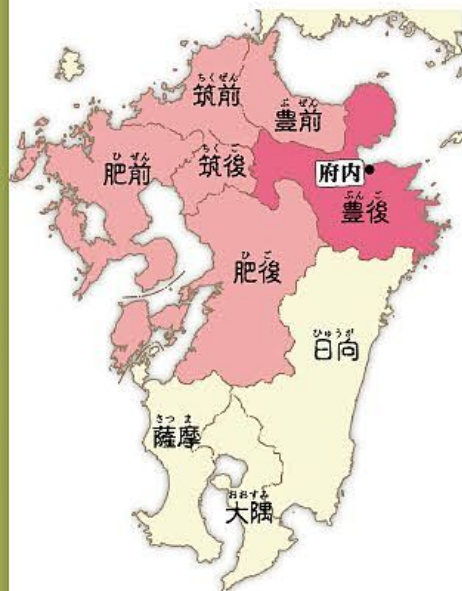 ちくぜん
筑前
ぶぜん
豊前
ちくご
筑後
ひぜん
肥前
府内
ぶんご
豊後
ひご
肥後
ひゅうが
日向
さつま
薩摩
おおすみ
大隅